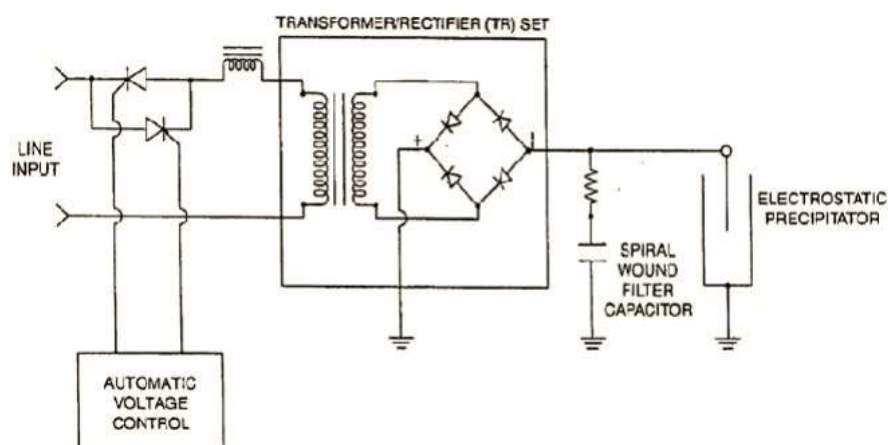 TRANSFORMER/RECTIFIER (TR) SET
LINE
INPUT
+
ELECTROSTATIC
PRECIPITATOR
SPIRAL
WOUND
FILTER
CAPACITOR
AUTOMATIC
VOLTAGE
CONTROL